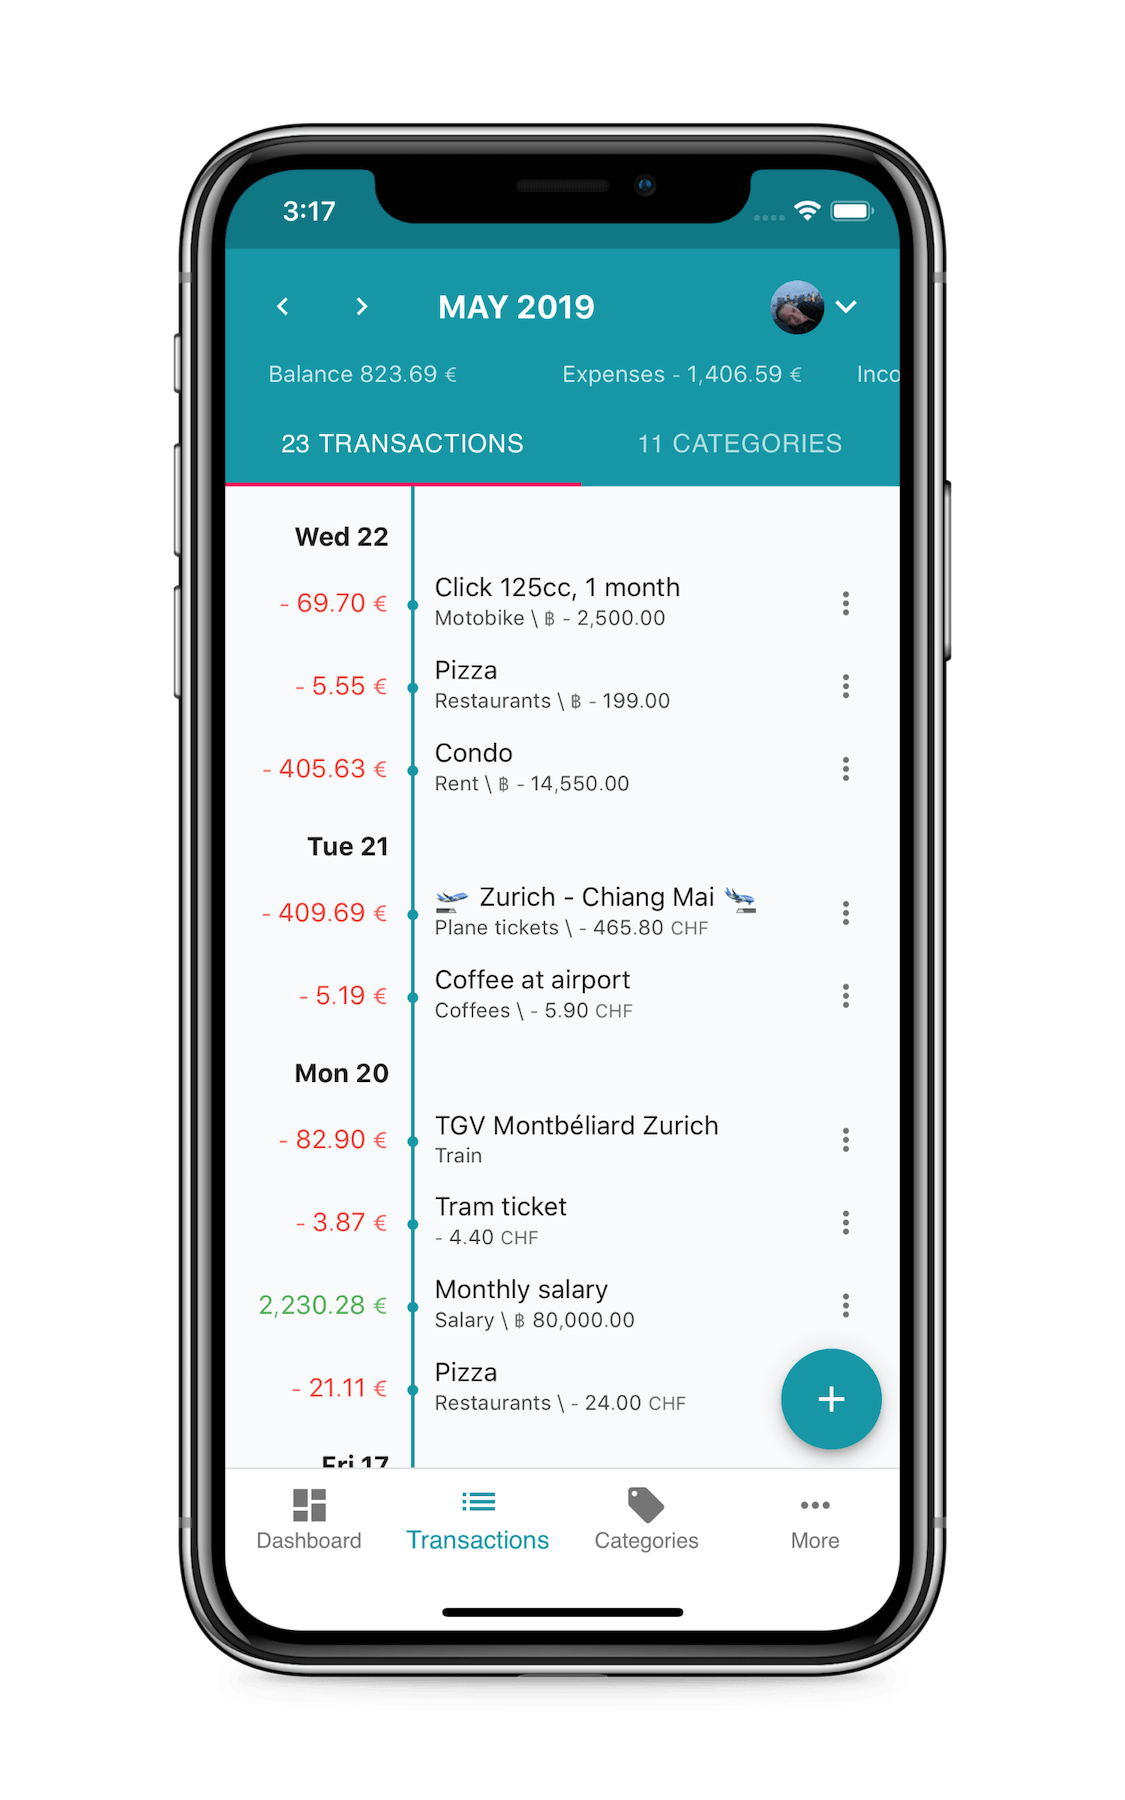 3:17
MAY 2019
Balance 823.69 € Expenses - 1,406.59 € Inco
23 TRANSACTIONS 11 CATEGORIES
Wed 22
- 69.70 € Click 125cc, 1 month
Motobike \ ฿ - 2,500.00
- 5.55 € Pizza
Restaurants \ ฿ - 199.00
- 405.63 € Condo
Rent \ ฿ - 14,550.00
Tue 21
- 409.69 € 🛫 Zurich - Chiang Mai 🛬
Plane tickets \ - 465.80 CHF
- 5.19 € Coffee at airport
Coffees \ - 5.90 CHF
Mon 20
- 82.90 € TGV Montbéliard Zurich
Train
- 3.87 € Tram ticket
- 4.40 CHF
2,230.28 € Monthly salary
Salary \ ฿ 80,000.00
- 21.11 € Pizza
Restaurants \ - 24.00 CHF
Fri 17
Dashboard Transactions Categories More